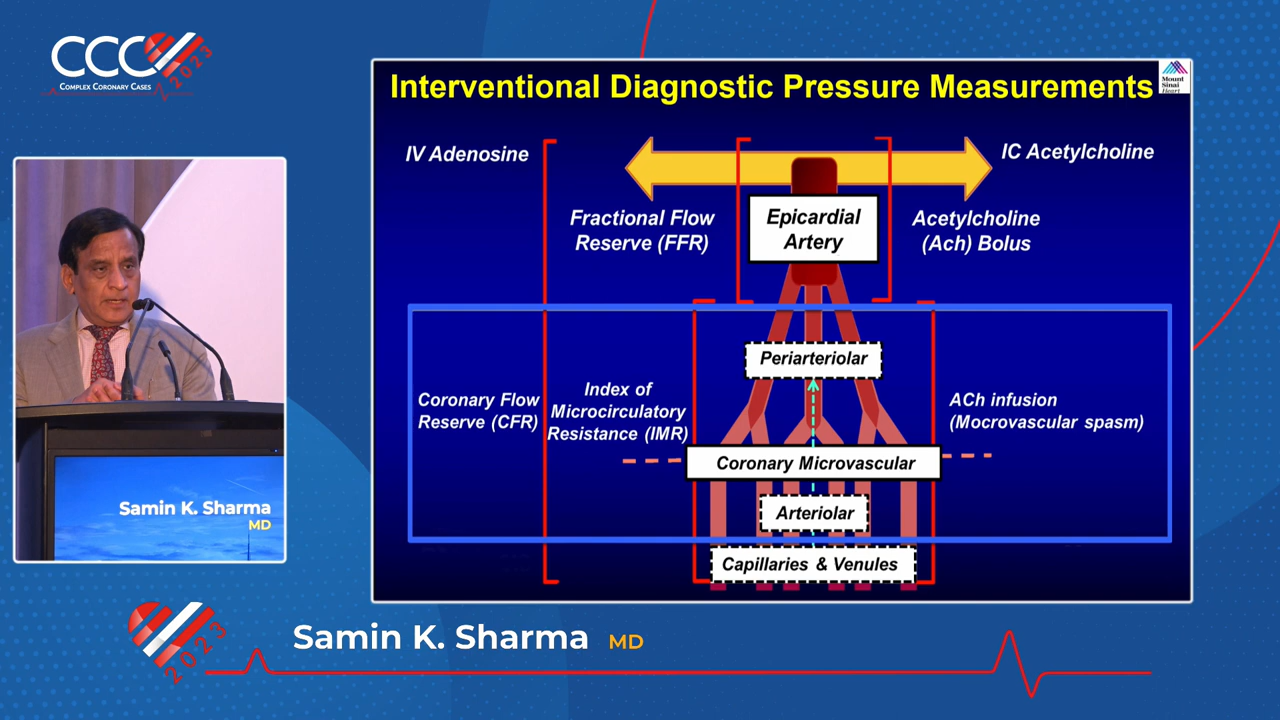 CCC
2023
COMPLEX CORONARY CASES
Interventional Diagnostic Pressure Measurements
Mount
Sinai
Heart
IV Adenosine
IC Acetylcholine
Fractional Flow
Reserve (FFR)
Epicardial
Artery
Acetylcholine
(Ach) Bolus
Periarteriolar
Coronary Flow
Reserve (CFR)
Index of
Microcirculatory
Resistance (IMR)
ACh infusion
(Mocrovascular spasm)
Coronary Microvascular
Arteriolar
Capillaries & Venules
Samin K. Sharma
MD
2023
Samin K. Sharma MD